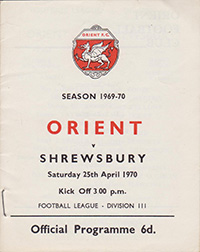 ORIENT F.C.
SEASON 1969-70
ORIENT
v
SHREWSBURY
Saturday 25th April 1970
Kick Off 3 00 p.m.
FOOTBALL LEAGUE - DIVISION III
Official Programme 6d.